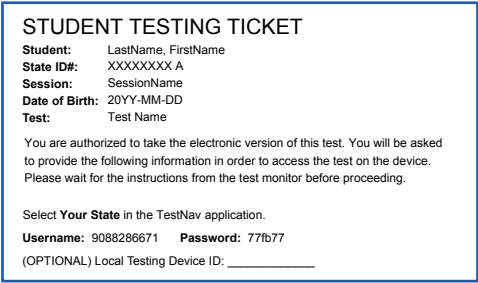 STUDENT TESTING TICKET
Student: LastName, FirstName
State ID#: XXXXXXXX A
Session: SessionName
Date of Birth: 20YY-MM-DD
Test: Test Name
You are authorized to take the electronic version of this test. You will be asked
to provide the following information in order to access the test on the device.
Please wait for the instructions from the test monitor before proceeding.
Select Your State in the TestNav application.
Username: 9088286671 Password: 77fb77
(OPTIONAL) Local Testing Device ID: _____________